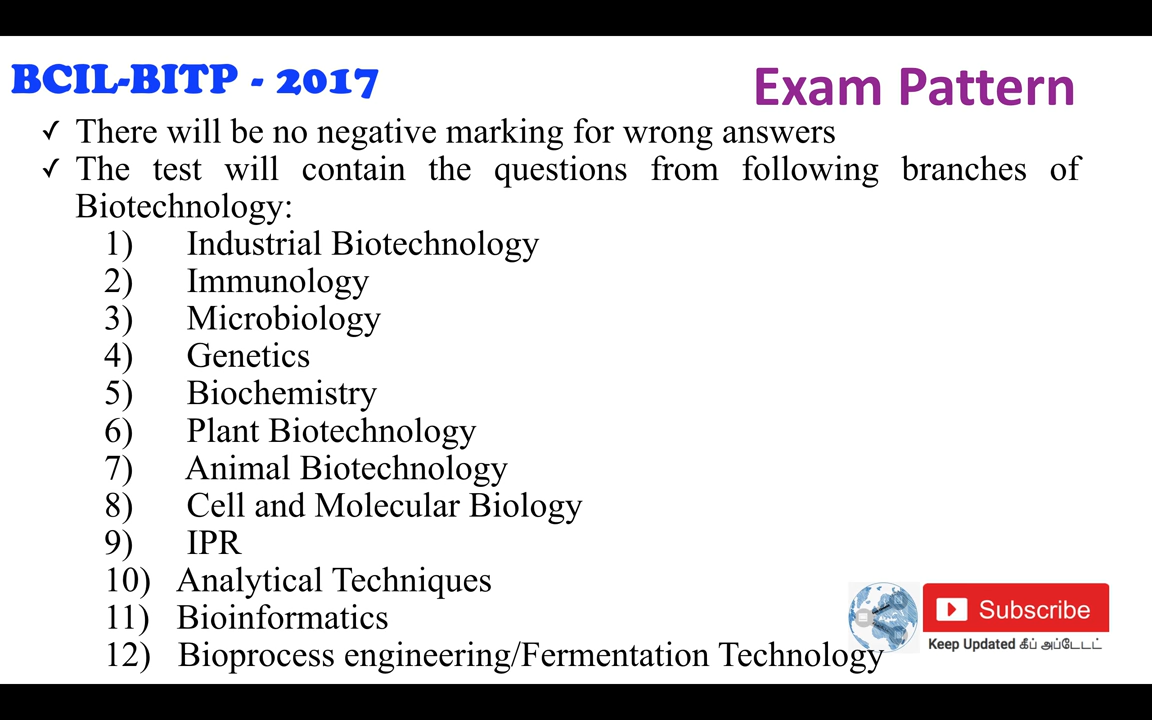 BCIL-BITP - 2017
Exam Pattern
✓ There will be no negative marking for wrong answers
✓ The test will contain the questions from following branches of
Biotechnology:
1) Industrial Biotechnology
2) Immunology
3) Microbiology
4) Genetics
5) Biochemistry
6) Plant Biotechnology
7) Animal Biotechnology
8) Cell and Molecular Biology
9) IPR
10) Analytical Techniques
11) Bioinformatics
12) Bioprocess engineering/Fermentation Technology
Subscribe
Keep Updated கீப் அப்டேட்